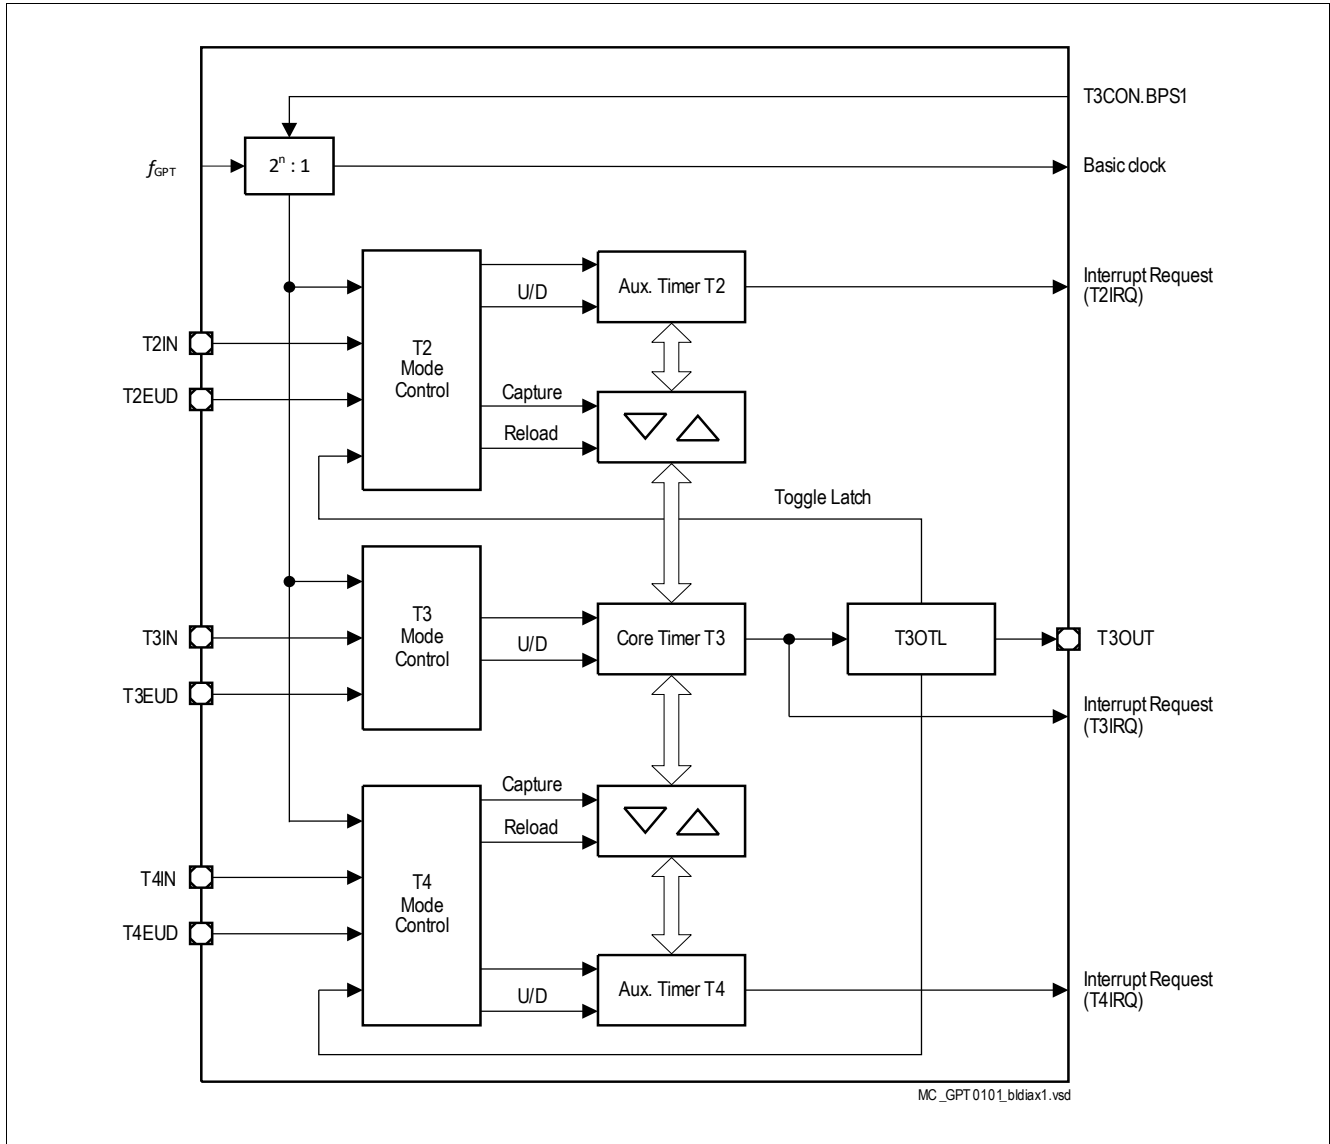 T3CON.BPS1
fGPT
2n : 1
Basic clock
Interrupt Request
(T2IRQ)
U/D
Aux. Timer T2
T2IN
T2
Mode
Control
T2EUD
Capture
Reload
Toggle Latch
T3IN
T3
Mode
Control
U/D
Core Timer T3
T3OTL
T3OUT
T3EUD
Interrupt Request
(T3IRQ)
Capture
Reload
T4IN
T4
Mode
Control
T4EUD
U/D
Aux. Timer T4
Interrupt Request
(T4IRQ)
MC_GPT0101_bldiax1.vsd